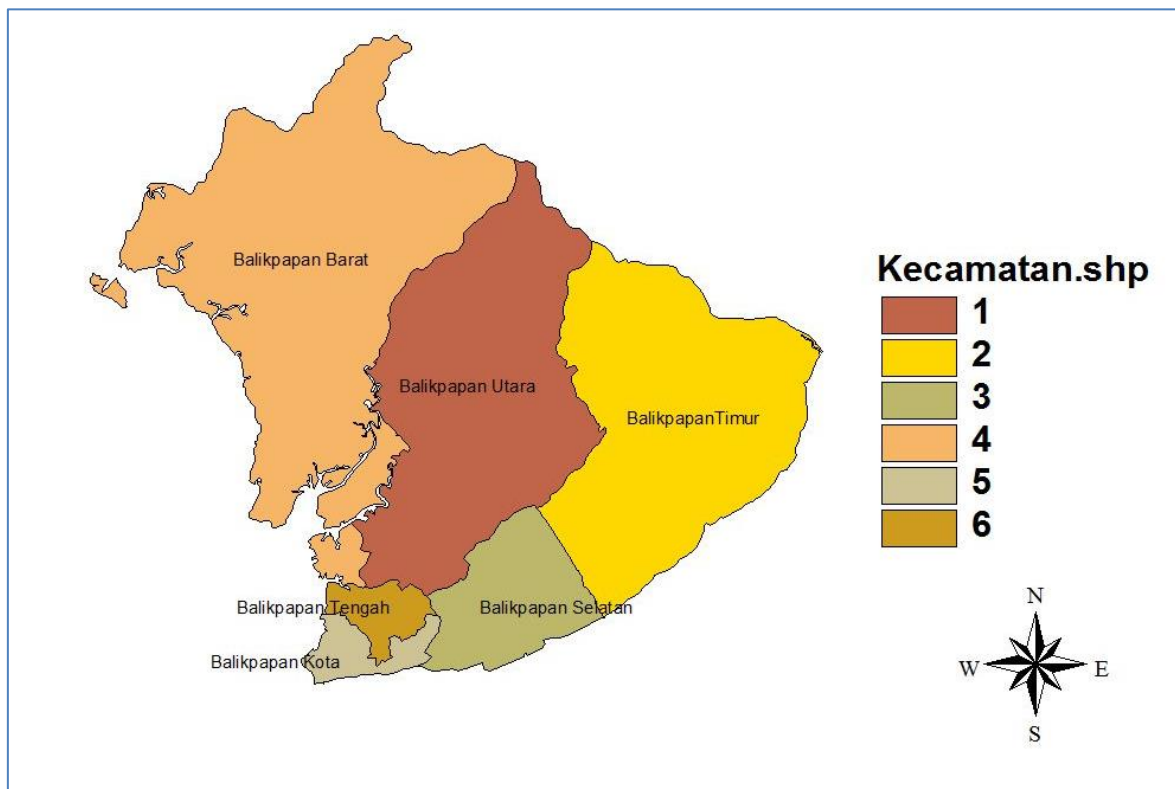 Balikpapan Barat
Balikpapan Utara
BalikpapanTimur
Balikpapan Tengah
Balikpapan Selatan
Balikpapan Kota
Kecamatan.shp
1
2
3
4
5
6
N
W E
S